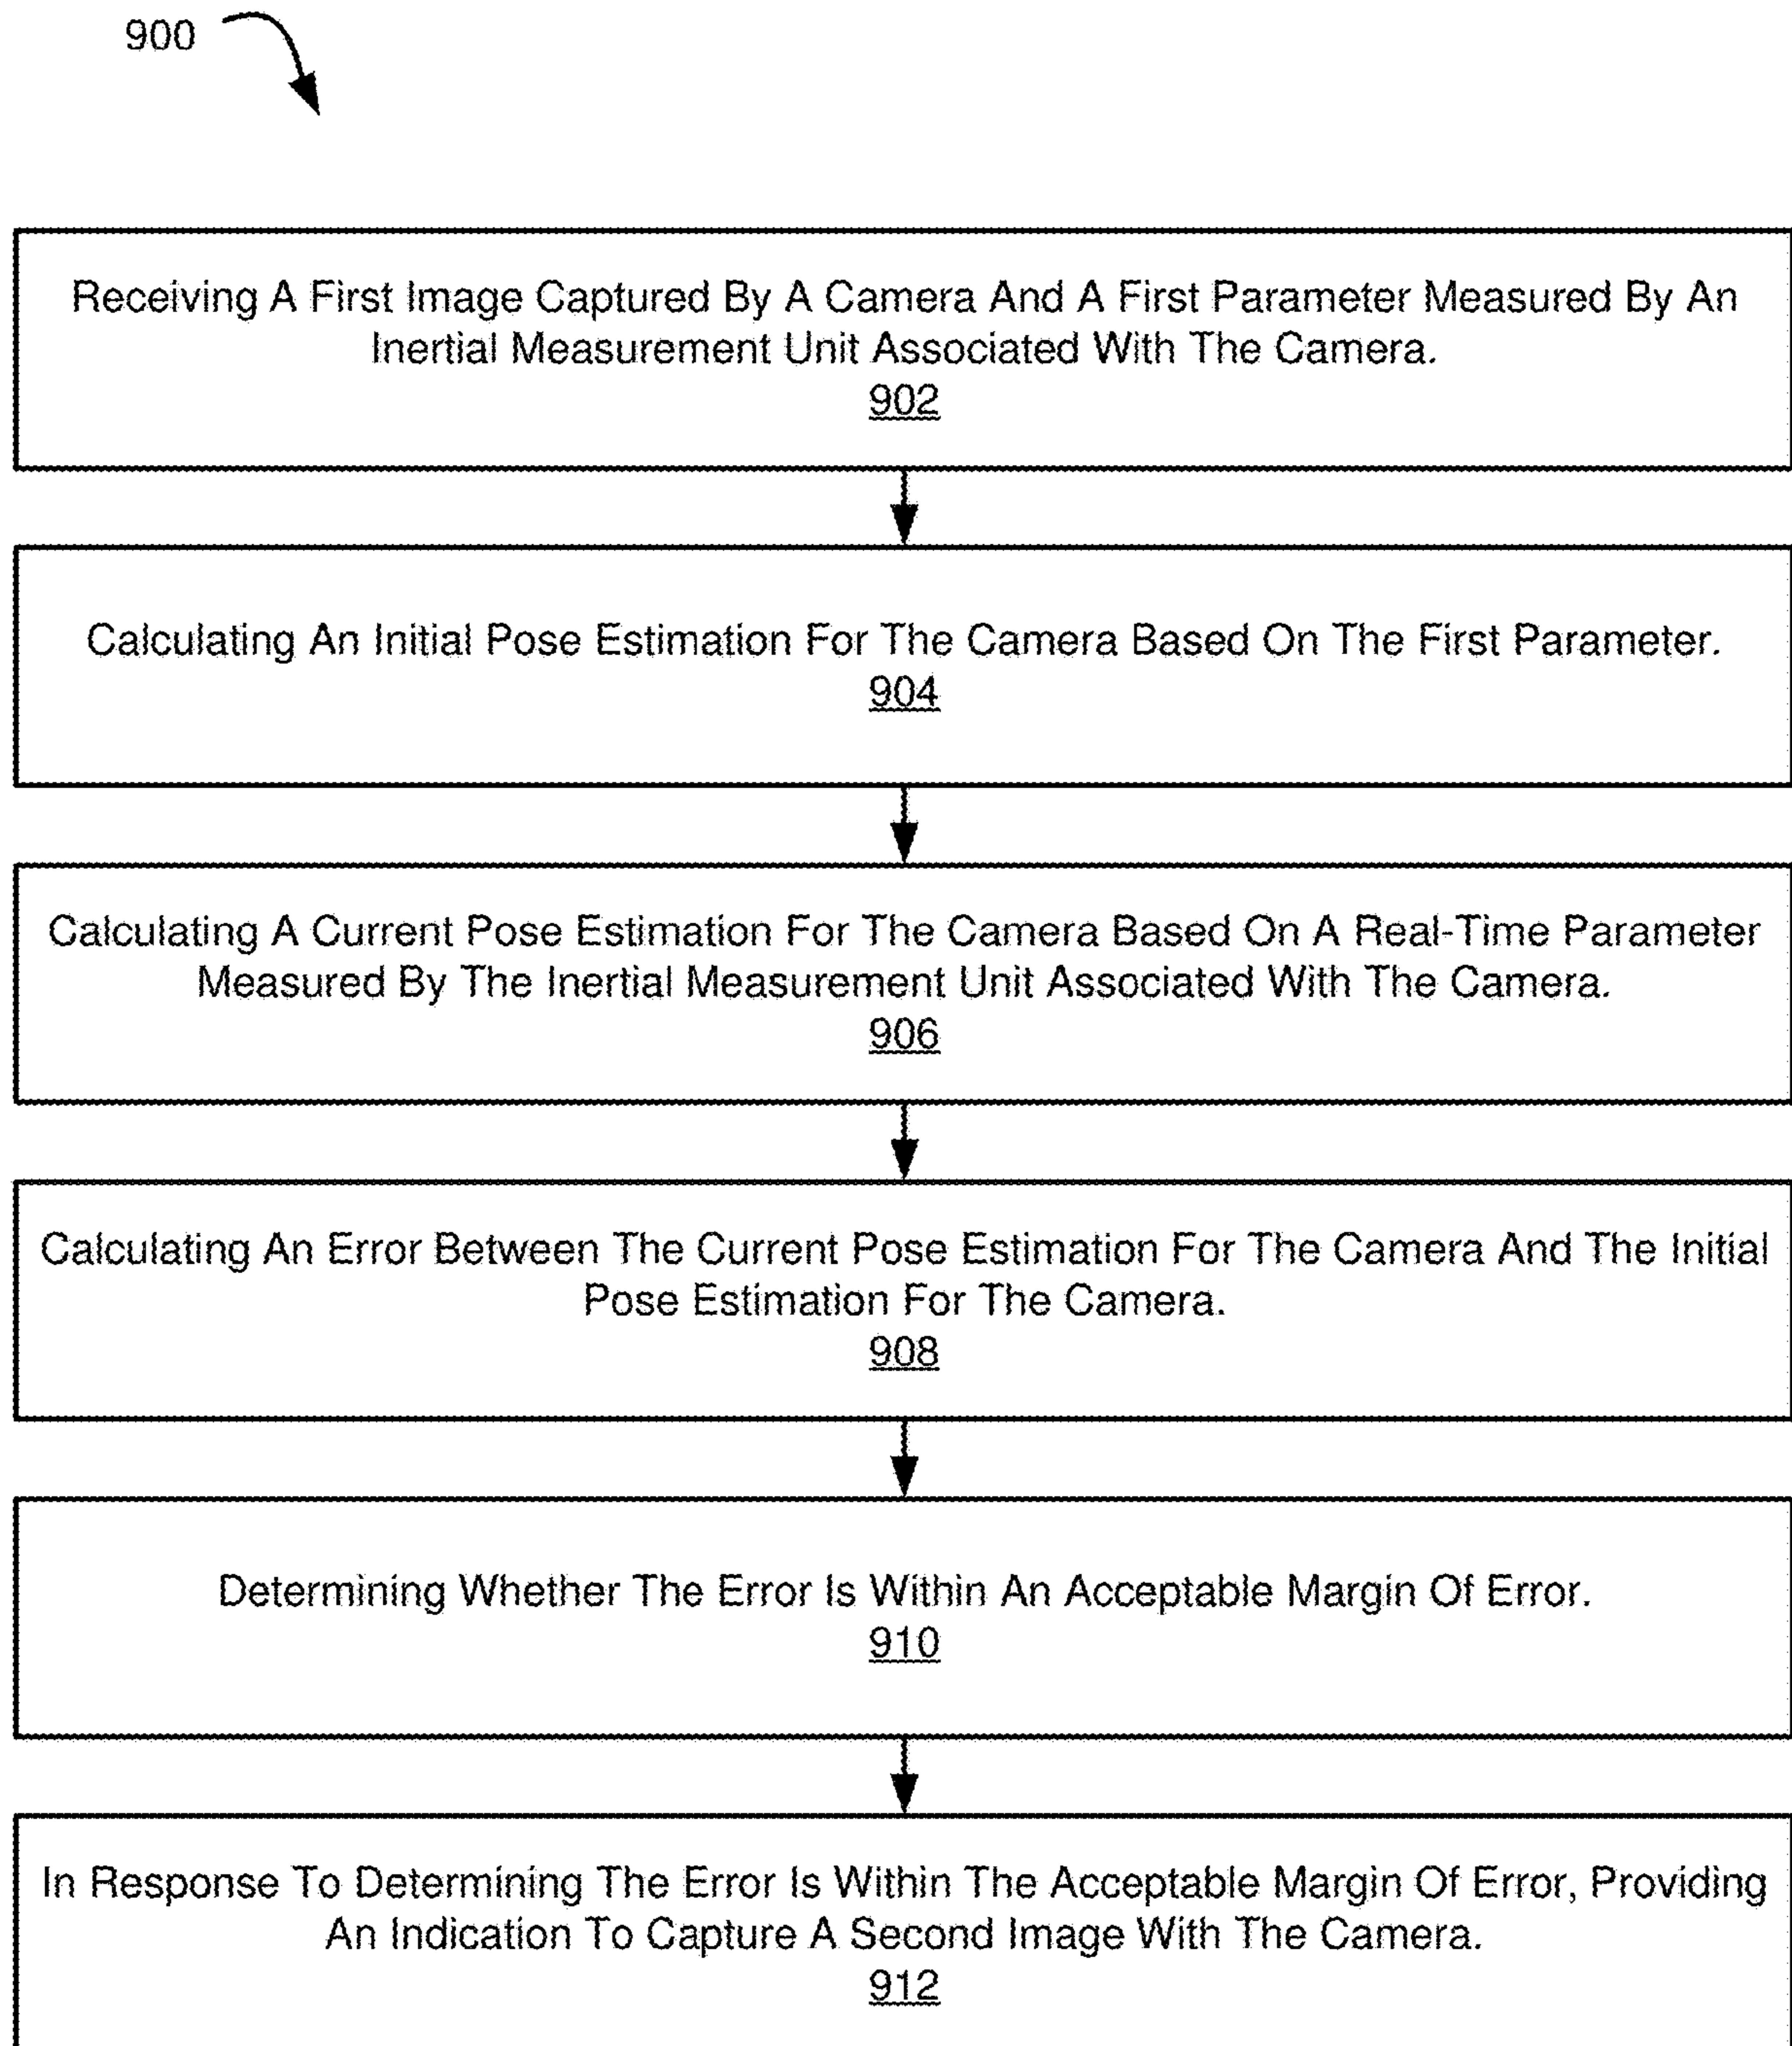 900
Receiving A First Image Captured By A Camera And A First Parameter Measured By An
Inertial Measurement Unit Associated With The Camera.
902
Calculating An Initial Pose Estimation For The Camera Based On The First Parameter.
904
Calculating A Current Pose Estimation For The Camera Based On A Real-Time Parameter
Measured By The Inertial Measurement Unit Associated With The Camera.
906
Calculating An Error Between The Current Pose Estimation For The Camera And The Initial
Pose Estimation For The Camera.
908
Determining Whether The Error Is Within An Acceptable Margin Of Error.
910
In Response To Determining The Error Is Within The Acceptable Margin Of Error, Providing
An Indication To Capture A Second Image With The Camera.
912